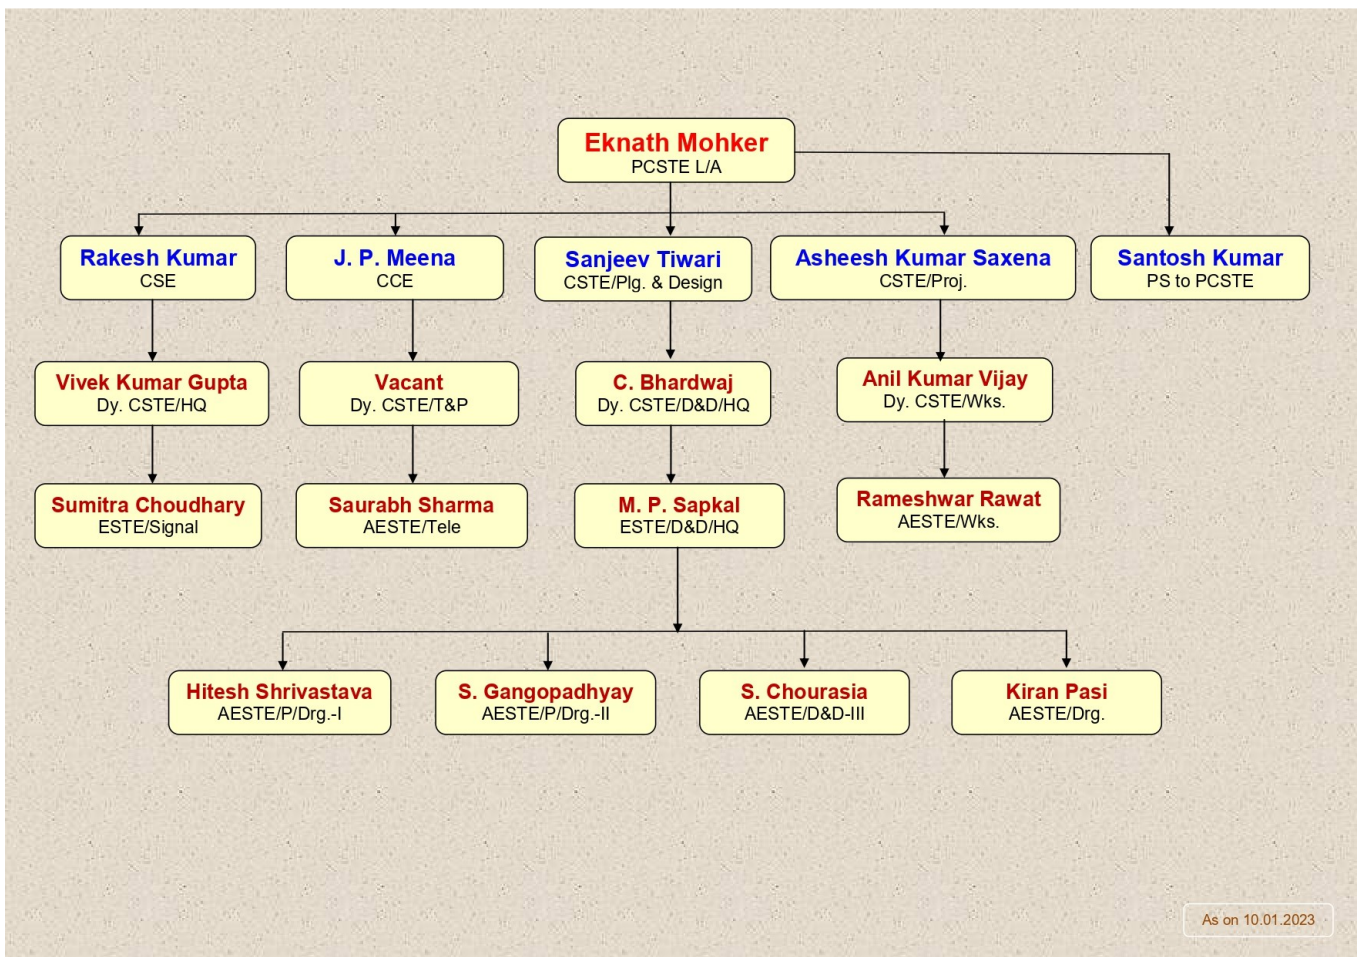 Eknath Mohker
PCSTE L/A
Rakesh Kumar
CSE
J. P. Meena
CCE
Sanjeev Tiwari
CSTE/Plg. & Design
Asheesh Kumar Saxena
CSTE/Proj.
Santosh Kumar
PS to PCSTE
Vivek Kumar Gupta
Dy. CSTE/HQ
Vacant
Dy. CSTE/T&P
C. Bhardwaj
Dy. CSTE/D&D/HQ
Anil Kumar Vijay
Dy. CSTE/Wks.
Sumitra Choudhary
ESTE/Signal
Saurabh Sharma
AESTE/Tele
M. P. Sapkal
ESTE/D&D/HQ
Rameshwar Rawat
AESTE/Wks.
Hitesh Shrivastava
AESTE/P/Drg.-I
S. Gangopadhyay
AESTE/P/Drg.-II
S. Chourasia
AESTE/D&D-III
Kiran Pasi
AESTE/Drg.
As on 10.01.2023